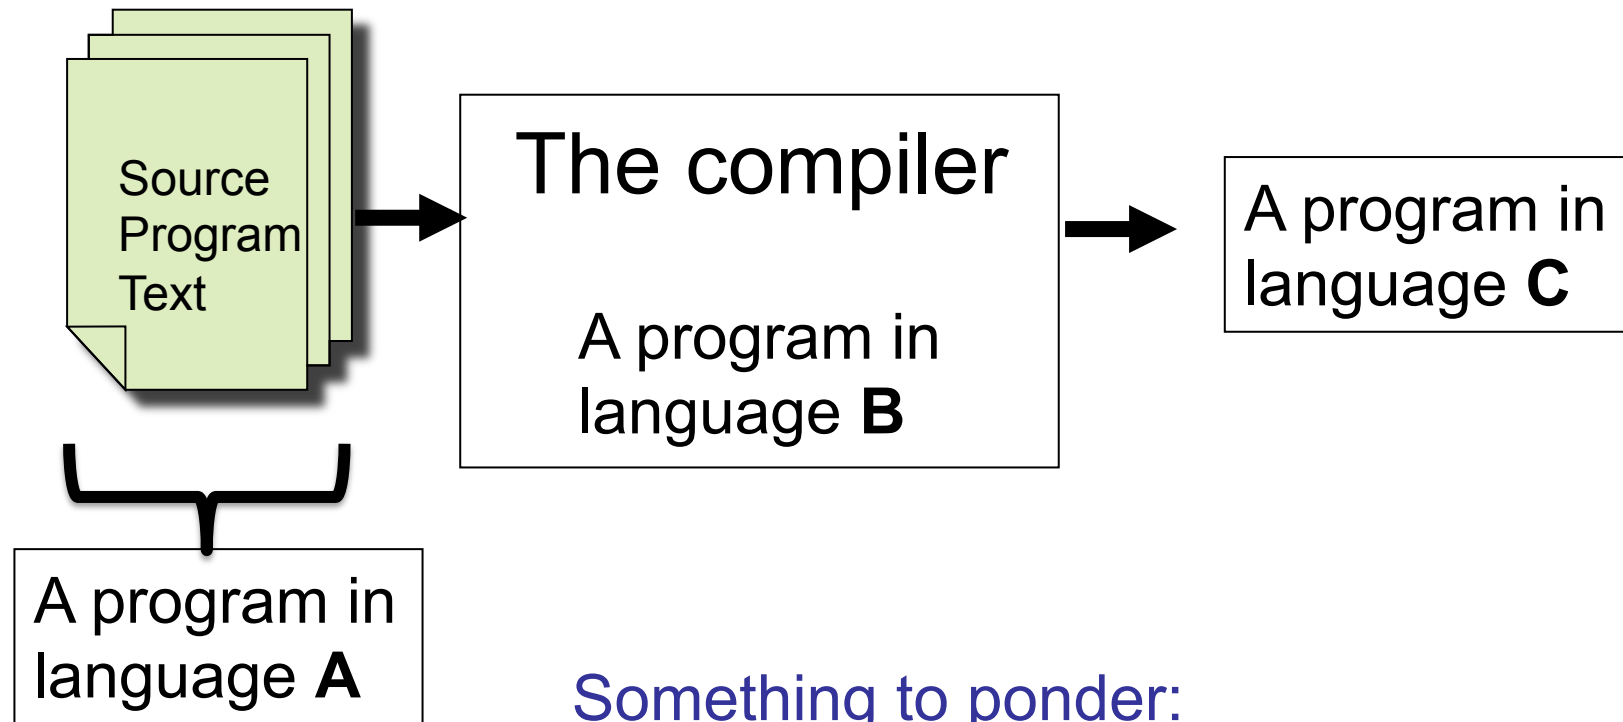 Source
Program
Text
The compiler
A program in
language B
A program in
language C
A program in
language A
Something to ponder: